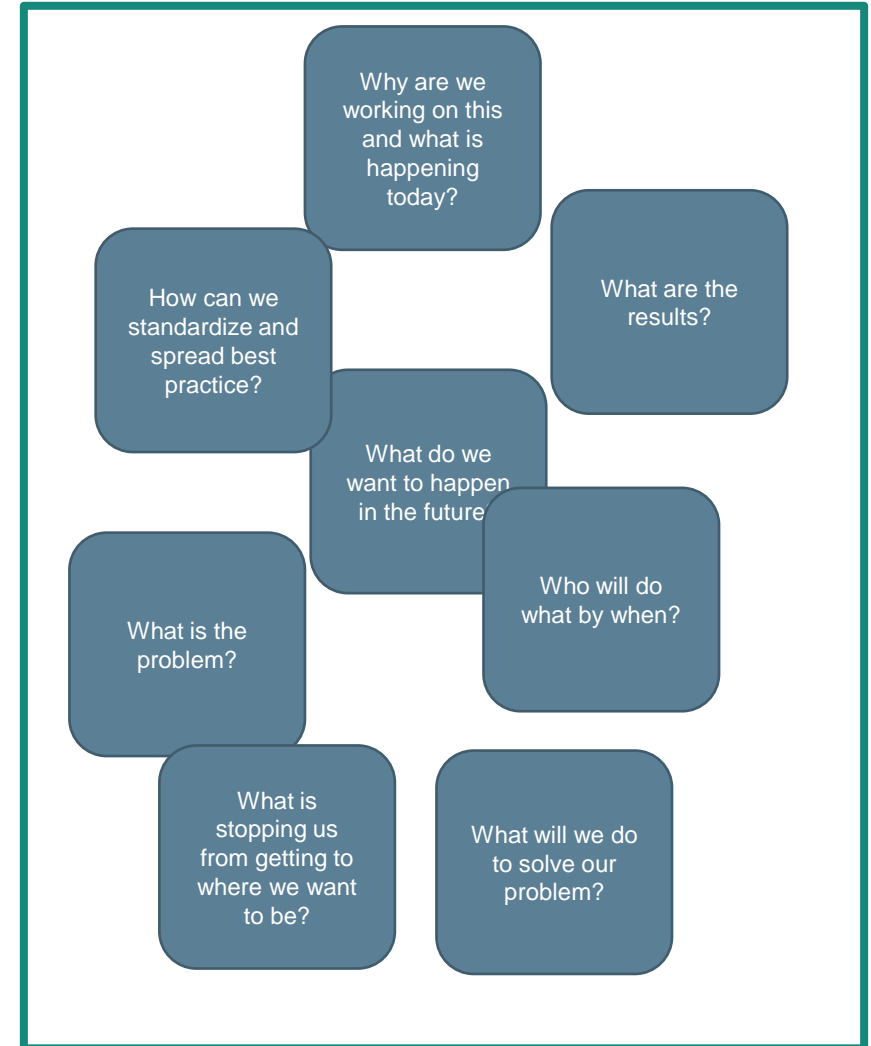 Why are we
working on this
and what is
happening
today?
What are the
results?
How can we
standardize and
spread best
practice?
What do we
want to happen
in the future
Who will do
what by when?
What is the
problem?
What is
stopping us
from getting to
where we want
to be?
What will we do
to solve our
problem?